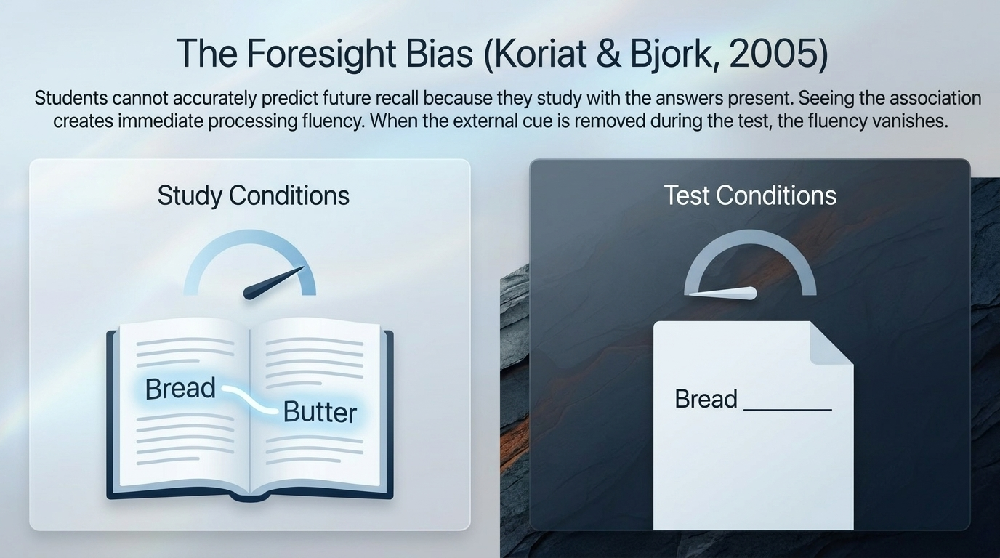 The Foresight Bias (Koriat & Bjork, 2005)
Students cannot accurately predict future recall because they study with the answers present. Seeing the association
creates immediate processing fluency. When the external cue is removed during the test, the fluency vanishes.
Study Conditions
Bread
Butter
Test Conditions
Bread ________